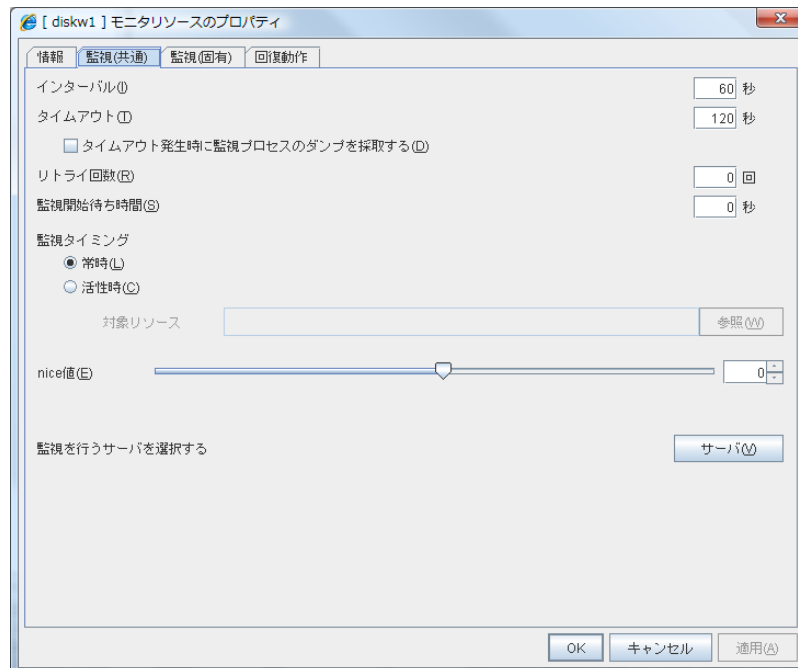 [ diskw1 ] モニタリソースのプロパティ
情報 監視(共通) 監視(固有) 回復動作
インターバル(I) 60 秒
タイムアウト(T) 120 秒
タイムアウト発生時に監視プロセスのダンプを採取する(D)
リトライ回数(R) 0 回
監視開始待ち時間(S) 0 秒
監視タイミング
常時(L)
活性時(C)
対象リソース 参照(W)
nice値(E) 0
監視を行うサーバを選択する サーバ(V)
OK キャンセル 適用(A)